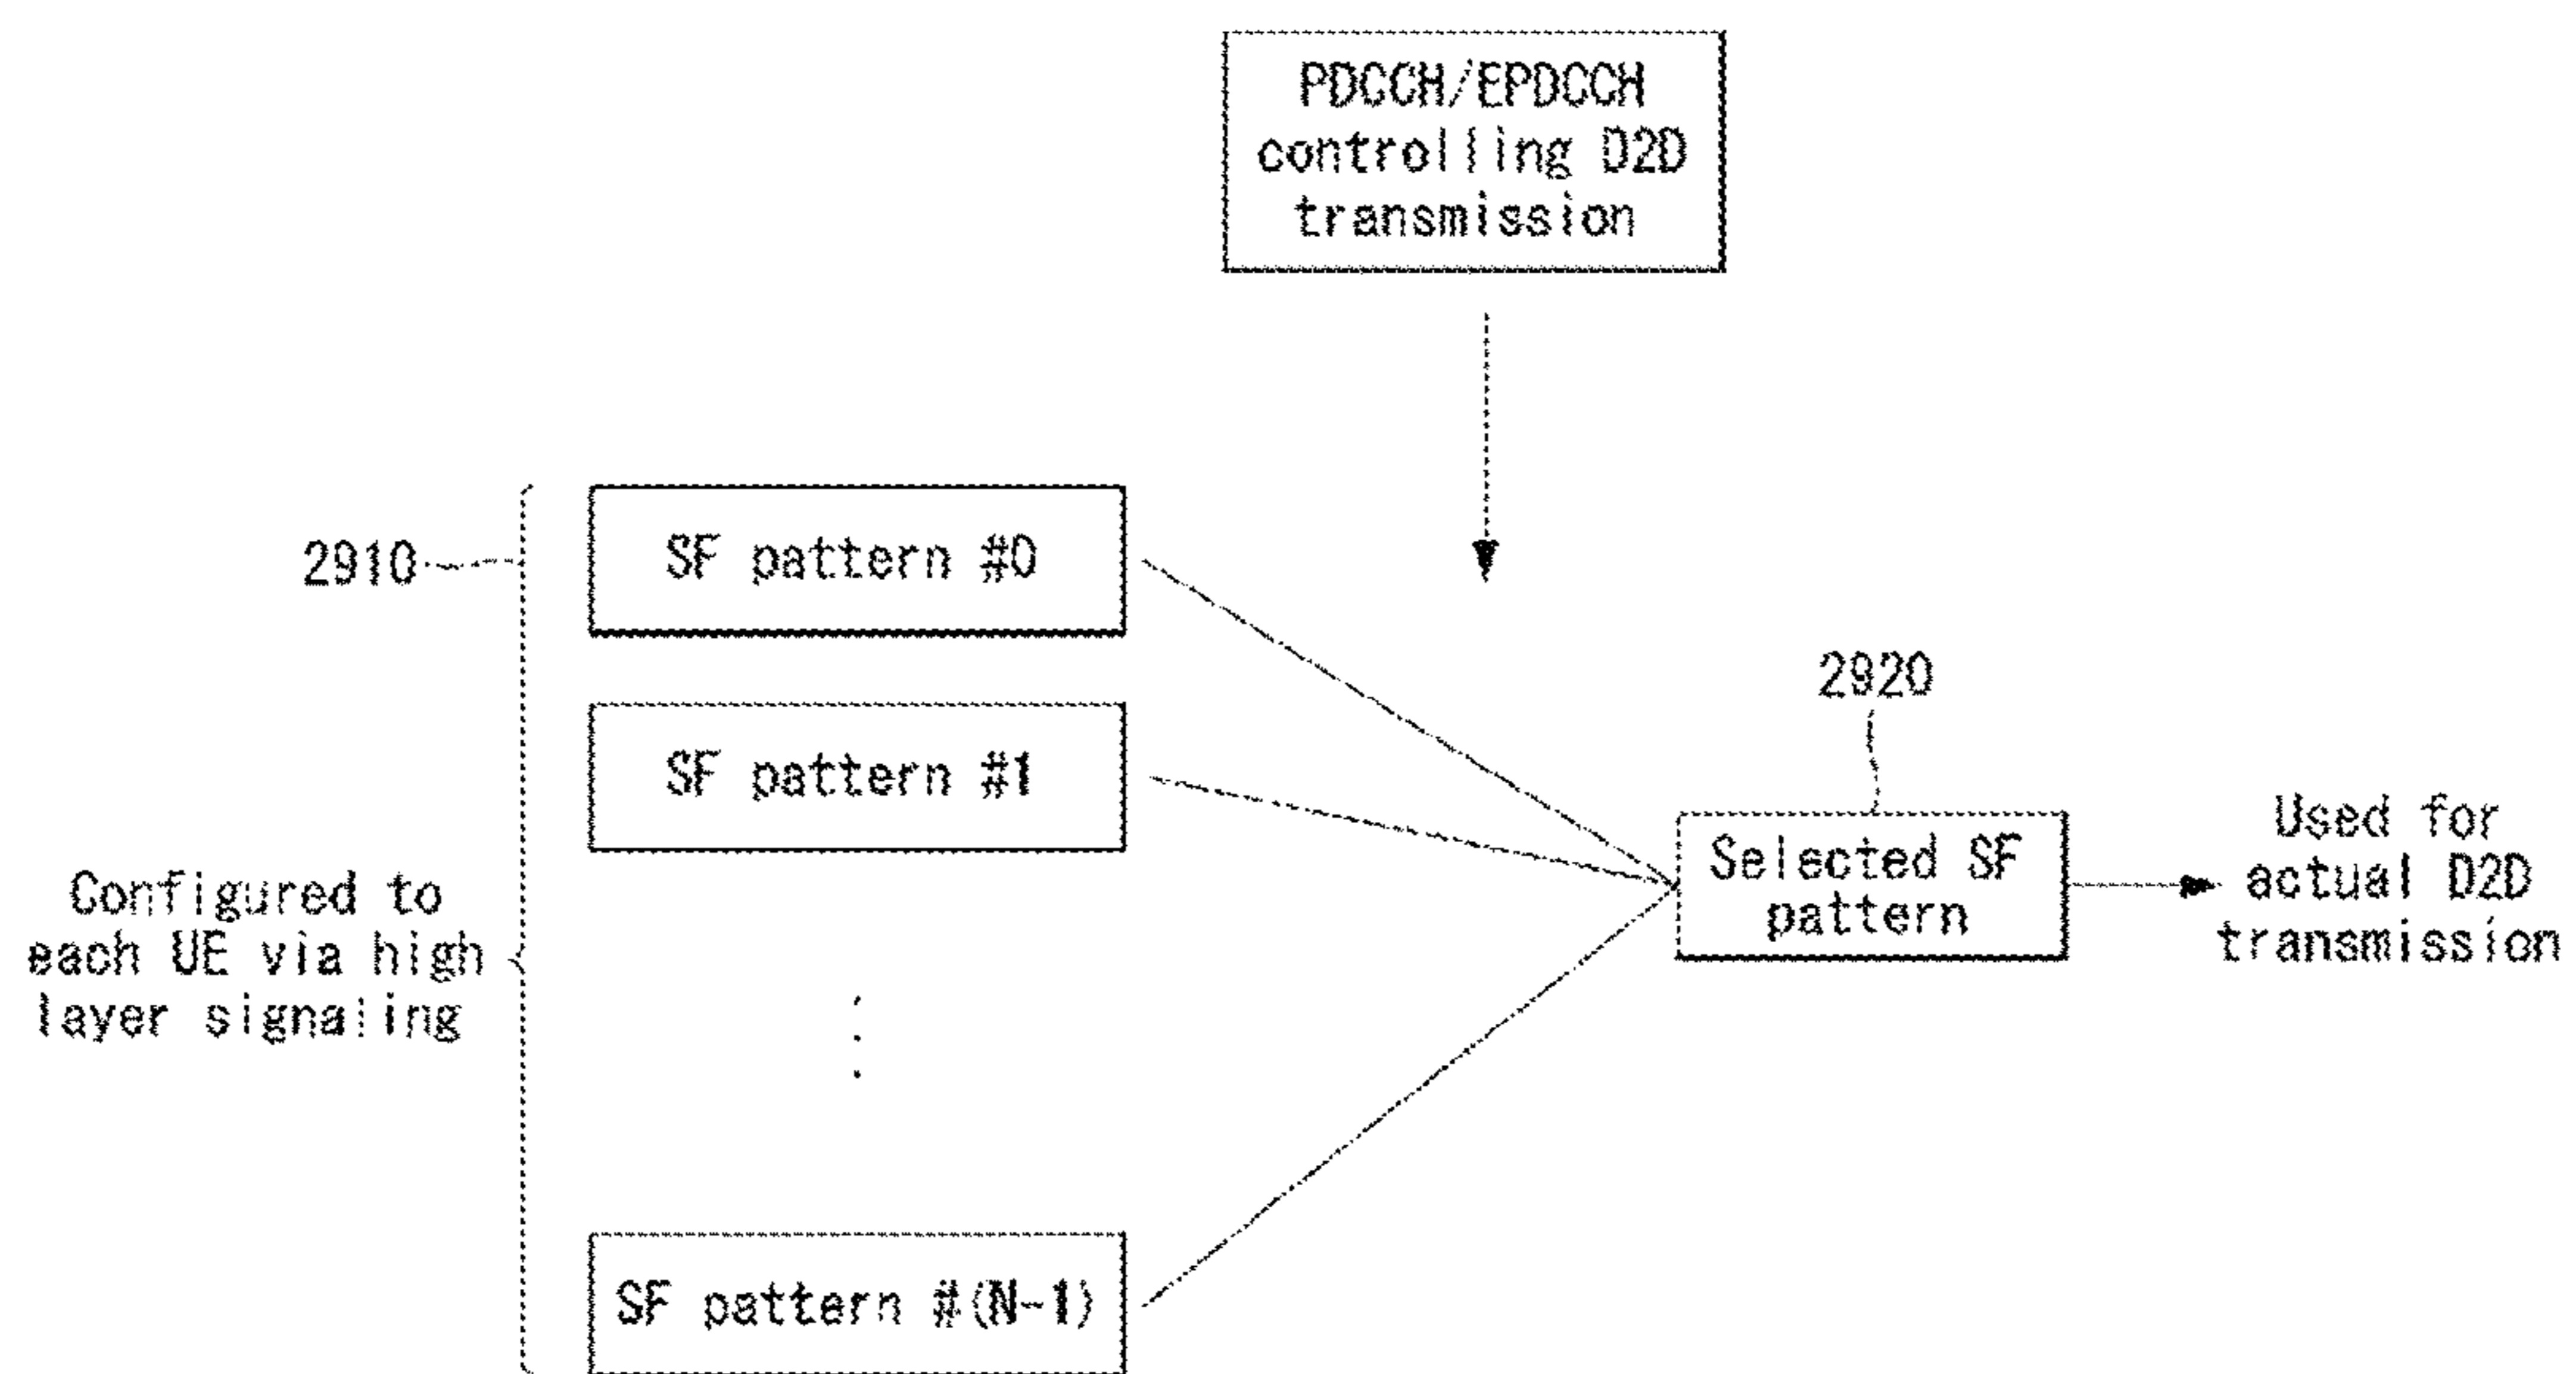 PDCCH/EPDCCH
controlling D2D
transmission
2910
SF pattern #0
SF pattern #1
Configured to
each UE via high
layer signaling
SF pattern #(N-1)
2920
Selected SF
pattern
Used for
actual D2D
transmission